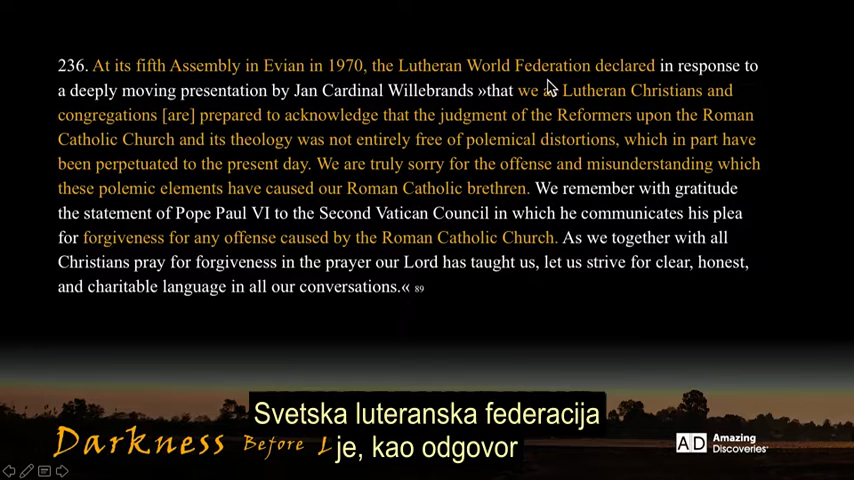 236. At its fifth Assembly in Evian in 1970, the Lutheran World Federation declared in response to
a deeply moving presentation by Jan Cardinal Willebrands »that we as Lutheran Christians and
congregations [are] prepared to acknowledge that the judgment of the Reformers upon the Roman
Catholic Church and its theology was not entirely free of polemical distortions, which in part have
been perpetuated to the present day. We are truly sorry for the offense and misunderstanding which
these polemic elements have caused our Roman Catholic brethren. We remember with gratitude
the statement of Pope Paul VI to the Second Vatican Council in which he communicates his plea
for forgiveness for any offense caused by the Roman Catholic Church. As we together with all
Christians pray for forgiveness in the prayer our Lord has taught us, let us strive for clear, honest,
and charitable language in all our conversations.« 89
Svetska luteranska federacija
je, kao odgovor
Darkness Before L
AD Amazing
Discoveries